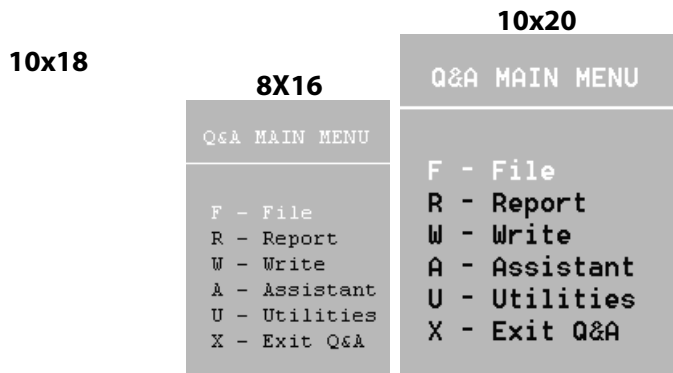 10x20
10x18
8X16
Q&A MAIN MENU
F - File
R - Report
W - Write
A - Assistant
U - Utilities
X - Exit Q&A
Q&A MAIN MENU
F - File
R - Report
W - Write
A - Assistant
U - Utilities
X - Exit Q&A